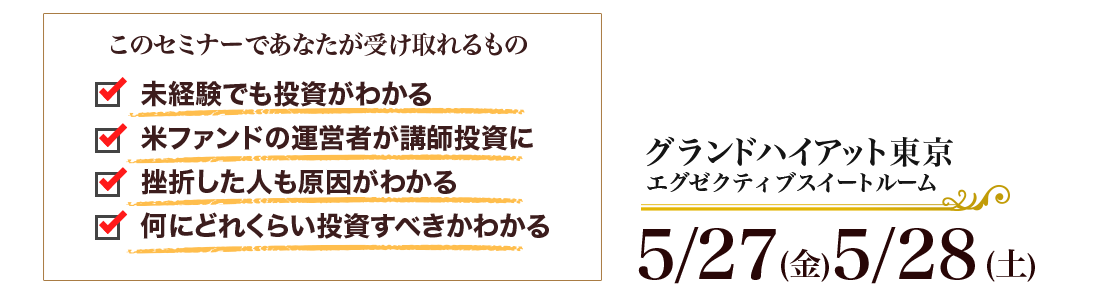 このセミナーであなたが受け取れるもの
未経験でも投資がわかる
米ファンドの運営者が講師投資に
挫折した人も原因がわかる
何にどれくらい投資すべきかわかる
グランドハイアット東京
エグゼクティブスイートルーム
5/27(金)5/28(土)